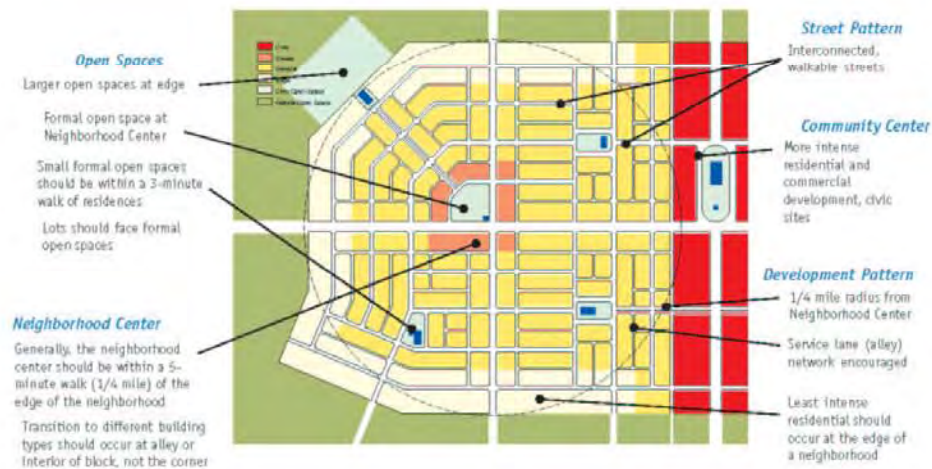 Open Spaces
Larger open spaces at edge
Formal open space at
Neighborhood Center
Small formal open spaces
should be within a 3-minute
walk of residences
Lots should face formal
open spaces
Neighborhood Center
Generally, the neighborhood
center should be within a 5-
minute walk (1/4 mile) of the
edge of the neighborhood
Transition to different building
types should occur at alley or
interior of block, not the corner
Street Pattern
Interconnected,
walkable streets
Community Center
More intense
residential and
commercial
development, civic
sites
Development Pattern
1/4 mile radius from
Neighborhood Center
Service lane (alley)
network encouraged
Least intense
residential should
occur at the edge of
a neighborhood